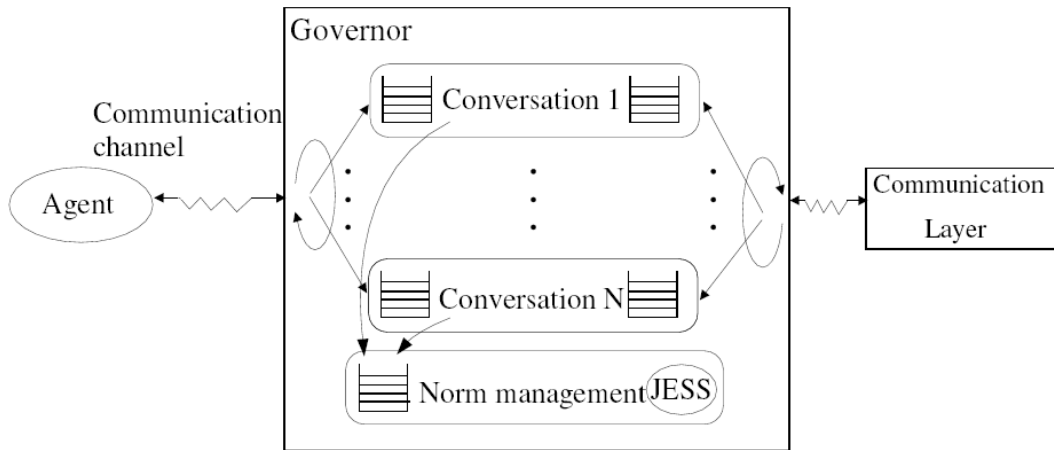 Governor
Conversation 1
Communication
channel
Agent
Communication
Layer
Conversation N
Norm management
JESS